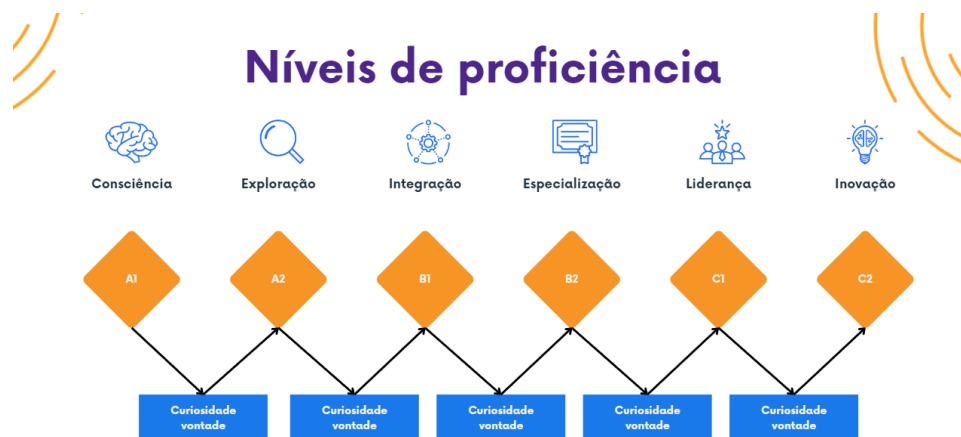 Níveis de proficiência
Consciência
Exploração
Integração
Especialização
Liderança
Inovação
A1
A2
B1
B2
C1
C2
Curiosidade
vontade
Curiosidade
vontade
Curiosidade
vontade
Curiosidade
vontade
Curiosidade
vontade